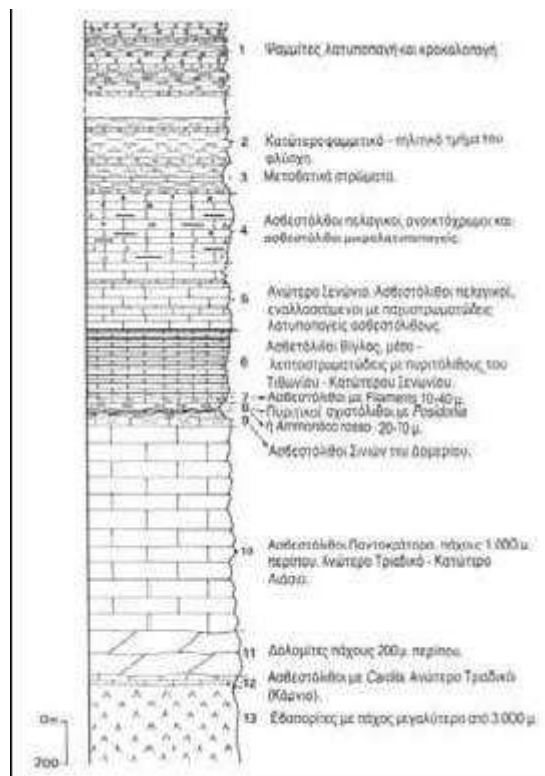 1 Ψαμμίτες, λατυποπαγή και κροκαλοπαγή
2 Κατώτερο ψαμμιτικό - πηλιτικό τμήμα του
φλύσχη
3 Μεταβατικά στρώματα.
4 Ασβεστόλιθοι πελαγικοί, ανοικτόχρωμοι και
ασβεστόλιθοι μικρολατυποπαγείς.
5 Ανώτερο Σενώνιο. Ασβεστόλιθοι πελαγικοί,
εναλλασσόμενοι με παχυστρωματώδεις
λατυποπαγείς ασβεστόλιθους.
6 Ασβεστόλιθοι Βίγλας, μέσο -
λεπτοστρωματώδεις με πυριτόλιθους του
Τιθωνίου - Κατώτερου Σενωνίου.
7 Ασβεστόλιθοι με Filaments 10-40 μ.
8 Πυριτικοί σχιστόλιθοι με Posidonia
9 ή Ammonitico rosso 20-70 μ.
Ασβεστόλιθοι Σινιών του Δομερίου.
10 Ασβεστόλιθοι Παντοκράτορα, πάχους 1.000 μ.
περίπου. Ανώτερο Τριαδικό - Κατώτερο
Λιάσιο.
11 Δολομίτες πάχους 200 μ. περίπου.
12 Ασβεστόλιθοι με Cardita. Ανώτερο Τριαδικό
(Κάρνιο).
13 Εβαπορίτες με πάχος μεγαλύτερο από 3.000 μ.
0m
200